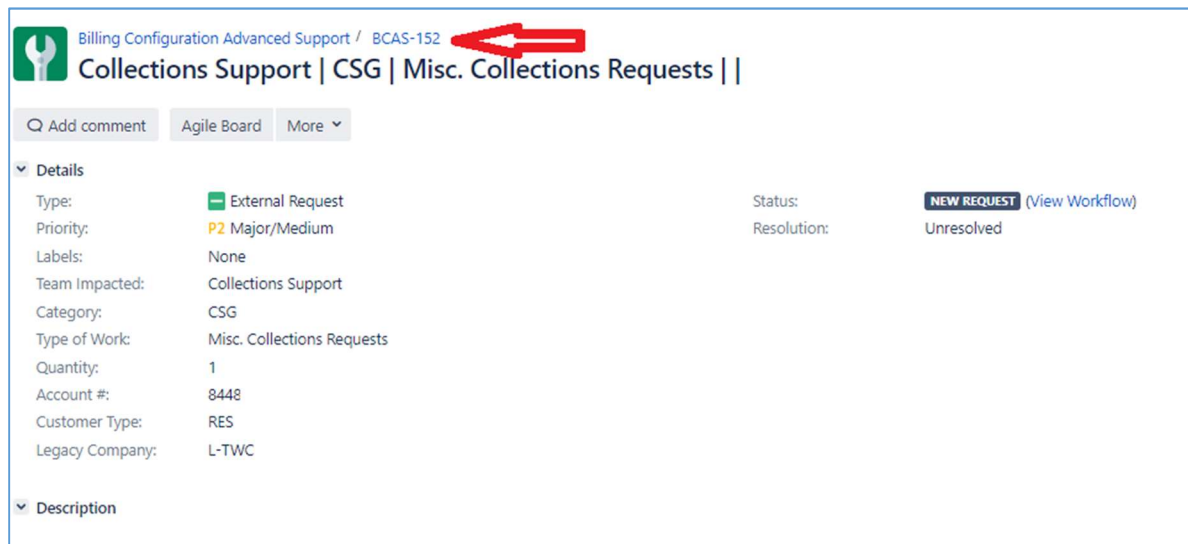 Billing Configuration Advanced Support / BCAS-152
Collections Support | CSG | Misc. Collections Requests | |
Add comment Agile Board More
Details
Type: External Request Status: NEW REQUEST (View Workflow)
Priority: P2 Major/Medium Resolution: Unresolved
Labels: None
Team Impacted: Collections Support
Category: CSG
Type of Work: Misc. Collections Requests
Quantity: 1
Account #: 8448
Customer Type: RES
Legacy Company: L-TWC
Description